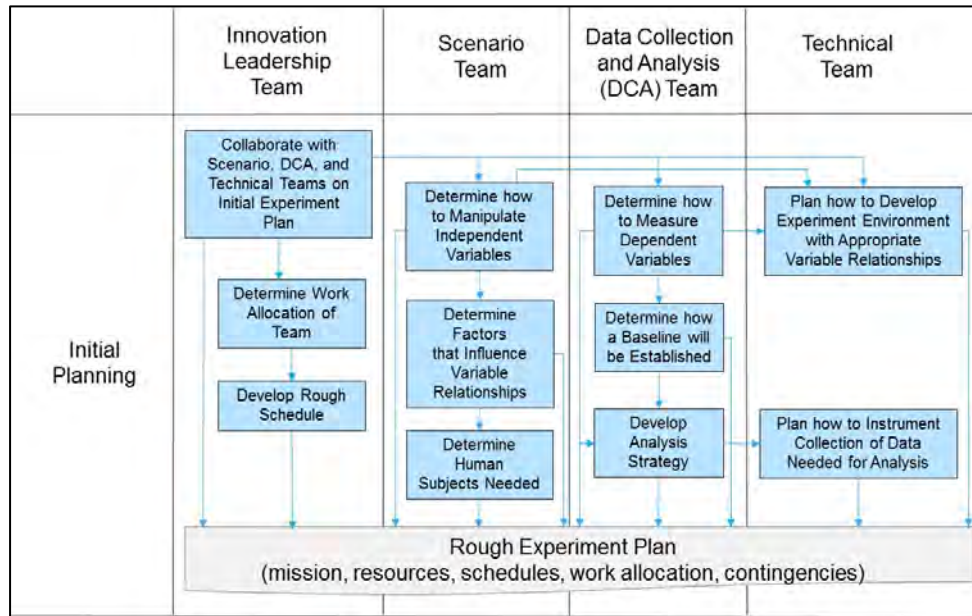 Innovation
Leadership
Team
Scenario
Team
Data Collection
and Analysis
(DCA) Team
Technical
Team
Initial
Planning
Collaborate with
Scenario, DCA, and
Technical Teams on
Initial Experiment
Plan
Determine Work
Allocation of
Team
Develop Rough
Schedule
Determine how
to Manipulate
Independent
Variables
Determine
Factors
that Influence
Variable
Relationships
Determine
Human
Subjects Needed
Determine how
to Measure
Dependent
Variables
Determine how
a Baseline will
be Established
Develop
Analysis
Strategy
Plan how to Develop
Experiment Environment
with Appropriate
Variable Relationships
Plan how to Instrument
Collection of Data
Needed for Analysis
Rough Experiment Plan
(mission, resources, schedules, work allocation, contingencies)